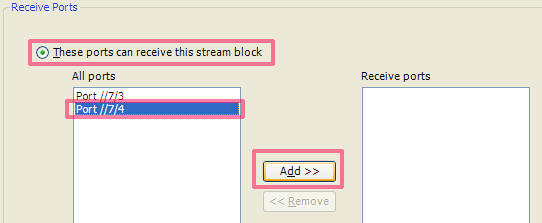 Receive Ports
These ports can receive this stream block
All ports
Receive ports
Port //7/3
Port //7/4
Add >>
<< Remove